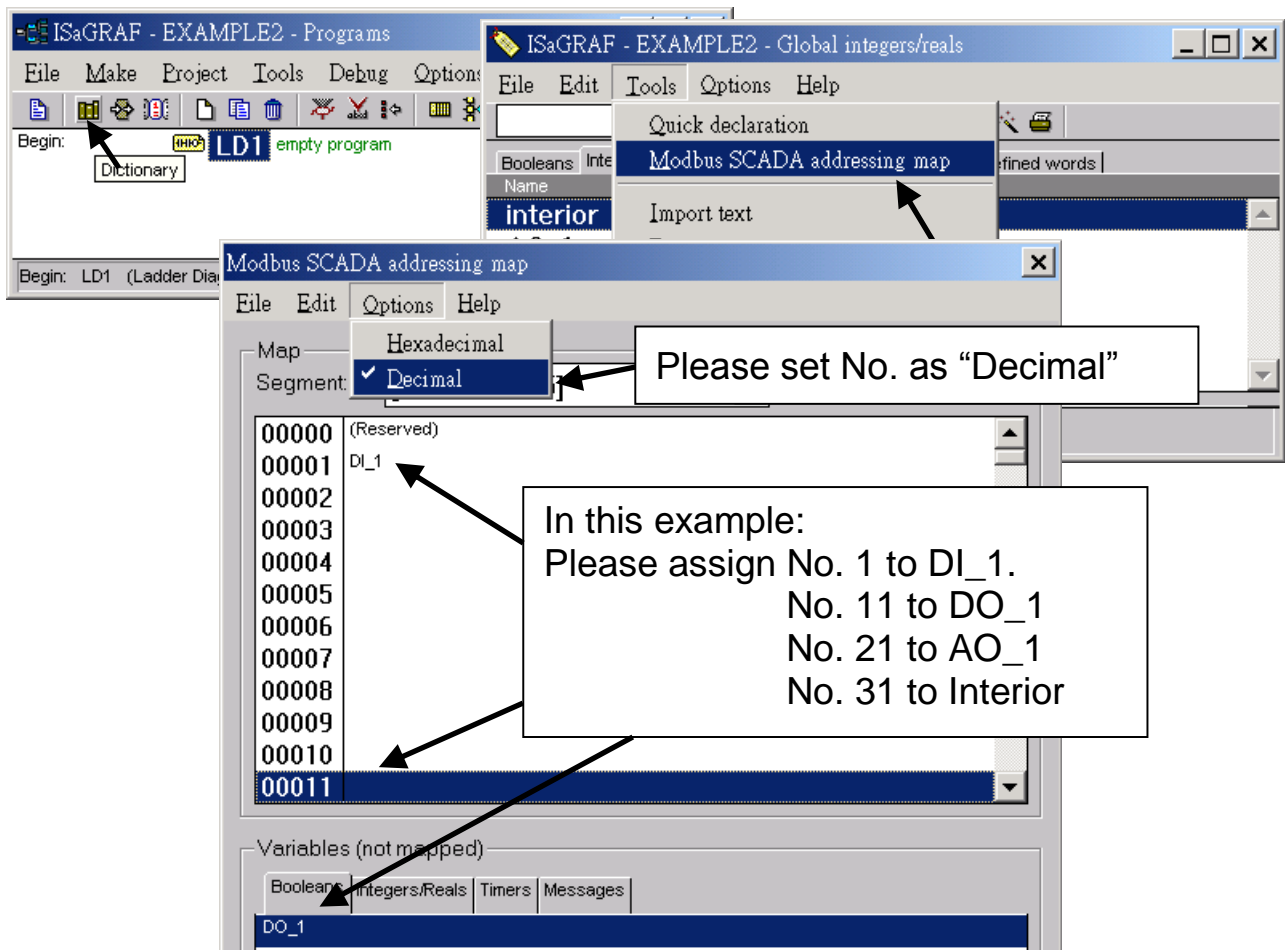 ISaGRAF - EXAMPLE2 - Programs
File Make Project Tools Debug Options
Begin: LD1 empty program
Dictionary
Begin: LD1 (Ladder Dia
ISaGRAF - EXAMPLE2 - Global integers/reals
File Edit Tools Options Help
Quick declaration
Modbus SCADA addressing map
Import text
Booleans Inte fined words
Name
interior
Modbus SCADA addressing map
File Edit Options Help
Hexadecimal
Decimal
Map
Segment:
Please set No. as “Decimal”
00000 (Reserved)
00001 DI_1
00002
00003
00004
00005
00006
00007
00008
00009
00010
00011
In this example:
Please assign No. 1 to DI_1.
No. 11 to DO_1
No. 21 to AO_1
No. 31 to Interior
Variables (not mapped)
Booleans Integers/Reals Timers Messages
DO_1